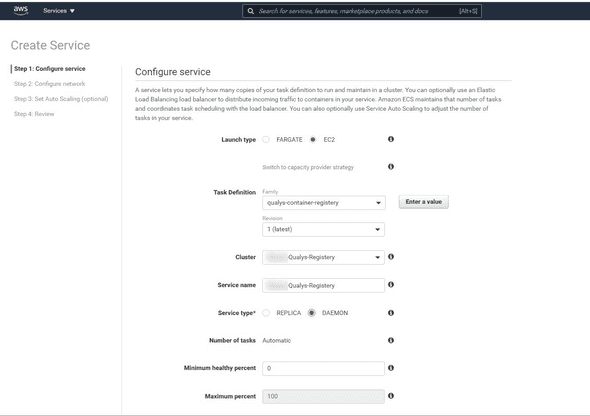 aws
Services
Search for services, features, marketplace products, and docs
[Alt+S]
Create Service
Step 1: Configure service
Step 2: Configure network
Step 3: Set Auto Scaling (optional)
Step 4: Review
Configure service
A service lets you specify how many copies of your task definition to run and maintain in a cluster. You can optionally use an Elastic
Load Balancing load balancer to distribute incoming traffic to containers in your service. Amazon ECS maintains that number of tasks
and coordinates task scheduling with the load balancer. You can also optionally use Service Auto Scaling to adjust the number of
tasks in your service.
Launch type FARGATE EC2
Switch to capacity provider strategy
Task Definition
Family
qualys-container-registery
Enter a value
Revision
1 (latest)
Cluster Qualys-Registery
Service name Qualys-Registery
Service type* REPLICA DAEMON
Number of tasks Automatic
Minimum healthy percent 0
Maximum percent 100